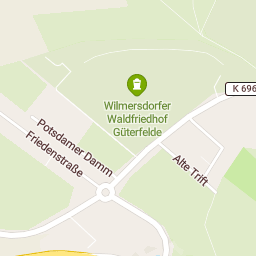 K 696
Wilmersdorfer
Waldfriedhof
Güterfelde
Potsdamer Damm
Friedenstraße
Alte Trift